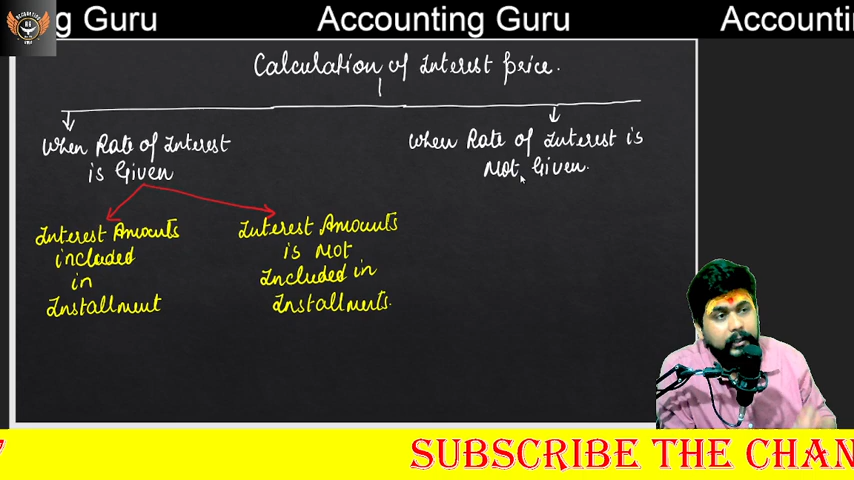 g Guru
Accounting Guru
Accounti
Calculation of Interest price.
When Rate of Interest
is Given
When Rate of Interest is
Not Given.
Interest Amounts
included
in
Installment
Interest Amounts
is Not
Included in
Installments.
SUBSCRIBE THE CHAN